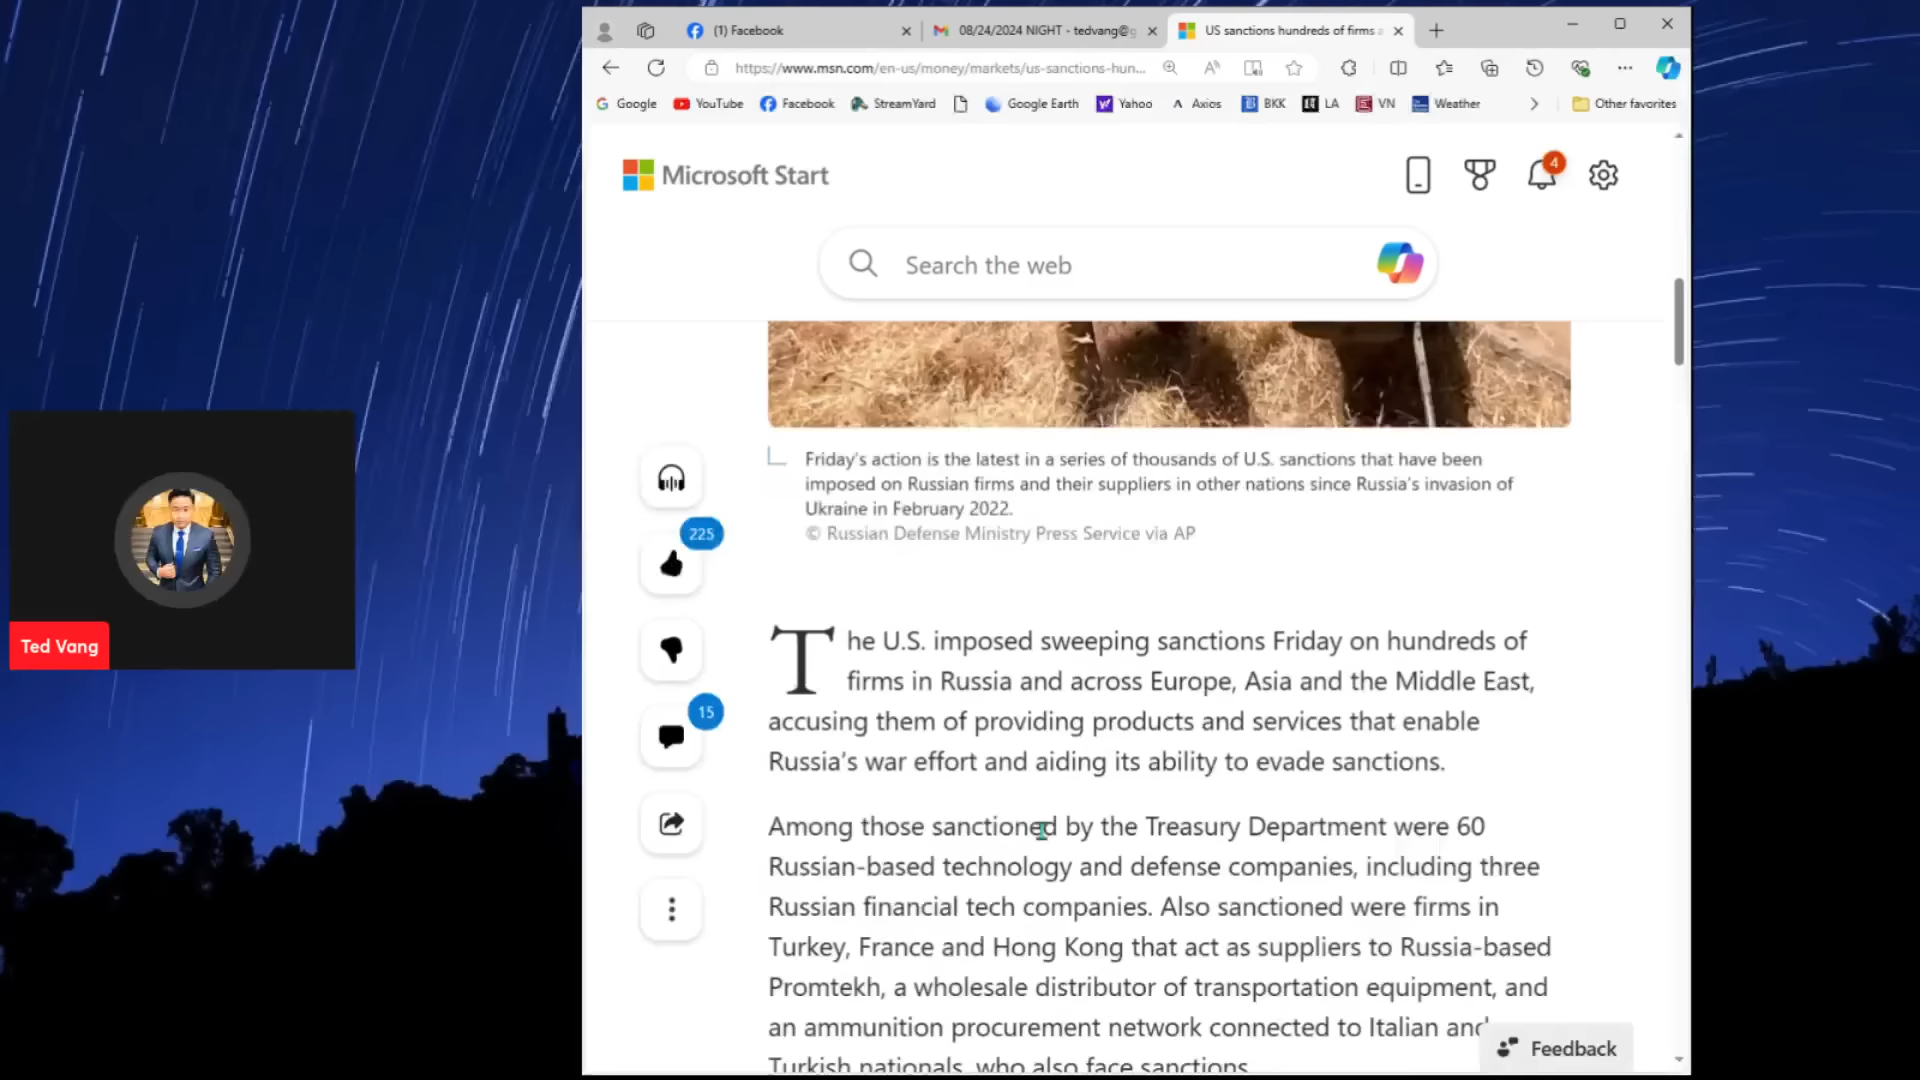 (1) Facebook
08/24/2024 NIGHT - tedvang@g
US sanctions hundreds of firms a
https://www.msn.com/en-us/money/markets/us-sanctions-hun...
Google
YouTube
Facebook
StreamYard
Google Earth
Yahoo
Axios
BKK
LA
VN
Weather
Other favorites
Microsoft Start
4
Search the web
Friday's action is the latest in a series of thousands of U.S. sanctions that have been
imposed on Russian firms and their suppliers in other nations since Russia's invasion of
Ukraine in February 2022.
© Russian Defense Ministry Press Service via AP
225
15
The U.S. imposed sweeping sanctions Friday on hundreds of
firms in Russia and across Europe, Asia and the Middle East,
accusing them of providing products and services that enable
Russia's war effort and aiding its ability to evade sanctions.
Among those sanctioned by the Treasury Department were 60
Russian-based technology and defense companies, including three
Russian financial tech companies. Also sanctioned were firms in
Turkey, France and Hong Kong that act as suppliers to Russia-based
Promtekh, a wholesale distributor of transportation equipment, and
an ammunition procurement network connected to Italian and
Turkish nationals, who also face sanctions.
Feedback
Ted Vang